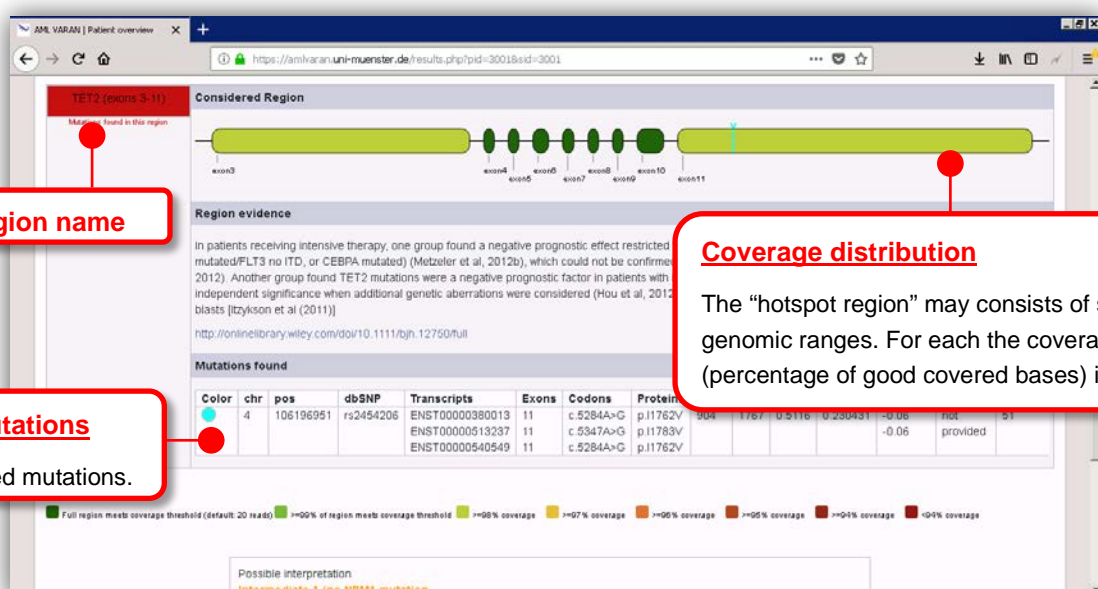 AML VARAN | Patient overview
https://amlvaran.uni-muenster.de/results.php?pid=3001&sid=3001
TET2 (exons 3-11)
Mutations found in this region
Considered Region
exon3
exon4
exon5
exon6
exon7
exon8
exon9
exon10
exon11
gion name
Region evidence
In patients receiving intensive therapy, one group found a negative prognostic effect restricted
mutated/FLT3 no ITD, or CEBPA mutated) (Metzeler et al, 2012b), which could not be confirmed
2012). Another group found TET2 mutations were a negative prognostic factor in patients with
independent significance when additional genetic aberrations were considered (Hou et al, 2012
blasts [Itzykson et al (2011)]
http://onlinelibrary.wiley.com/doi/10.1111/bjh.12750/full
Coverage distribution
The “hotspot region” may consists of s
genomic ranges. For each the covera
(percentage of good covered bases) i
Mutations found
Color chr pos dbSNP Transcripts Exons Codons Protein
4 106196951 rs2454206 ENST00000380013 11 c.5284A>G p.I1762V 904 1767 0.5116 0.230431 -0.06 not 51
ENST00000513237 11 c.5347A>G p.I1783V -0.06 provided
ENST00000540549 11 c.5284A>G p.I1762V
tations
ed mutations.
Full region meets coverage threshold (default: 20 reads) >=99% of region meets coverage threshold >=98% coverage >=97% coverage >=96% coverage >=95% coverage >=94% coverage <94% coverage
Possible interpretation
Intermediate 1 (no NPM1 mutation